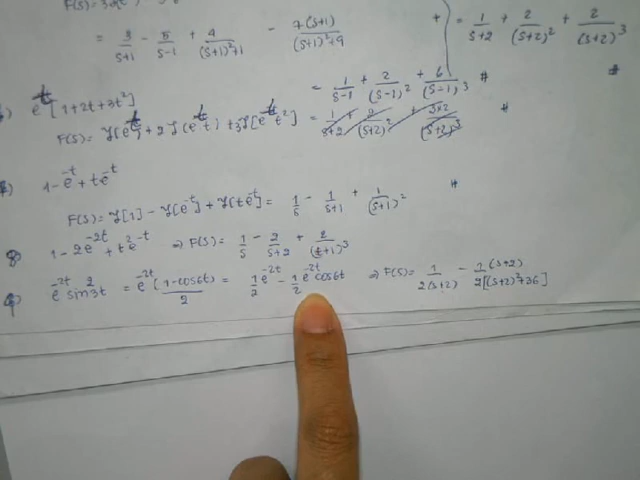 = 3/(s+1) - 5/(s-1) + 4/((s+1)²+1) - 7(s+1)/((s+1)²+9)
+ = 1/(s+2) + 2/(s+2)² + 2/(s+2)³
e^t [1+2t+3t²]
= 1/(s-1) + 2/(s-1)² + 6/(s-1)³ #
1-e^-t + te^-t
F(s) = ℒ[1] - ℒ[e^-t] + ℒ[te^-t] = 1/s - 1/(s+1) + 1/(s+1)² #
8) 1-2e^-2t + t²e^-t ⇒ F(s) = 1/s - 2/(s+2) + 2/(t+1)³
9) e^-2t sin²3t = e^-2t (1-cos6t)/2 = 1/2 e^-2t - 1/2 e^-2t cos6t ⇒ F(s) = 1/2(s+2) - 1(s+2)/2[(s+2)²+36]